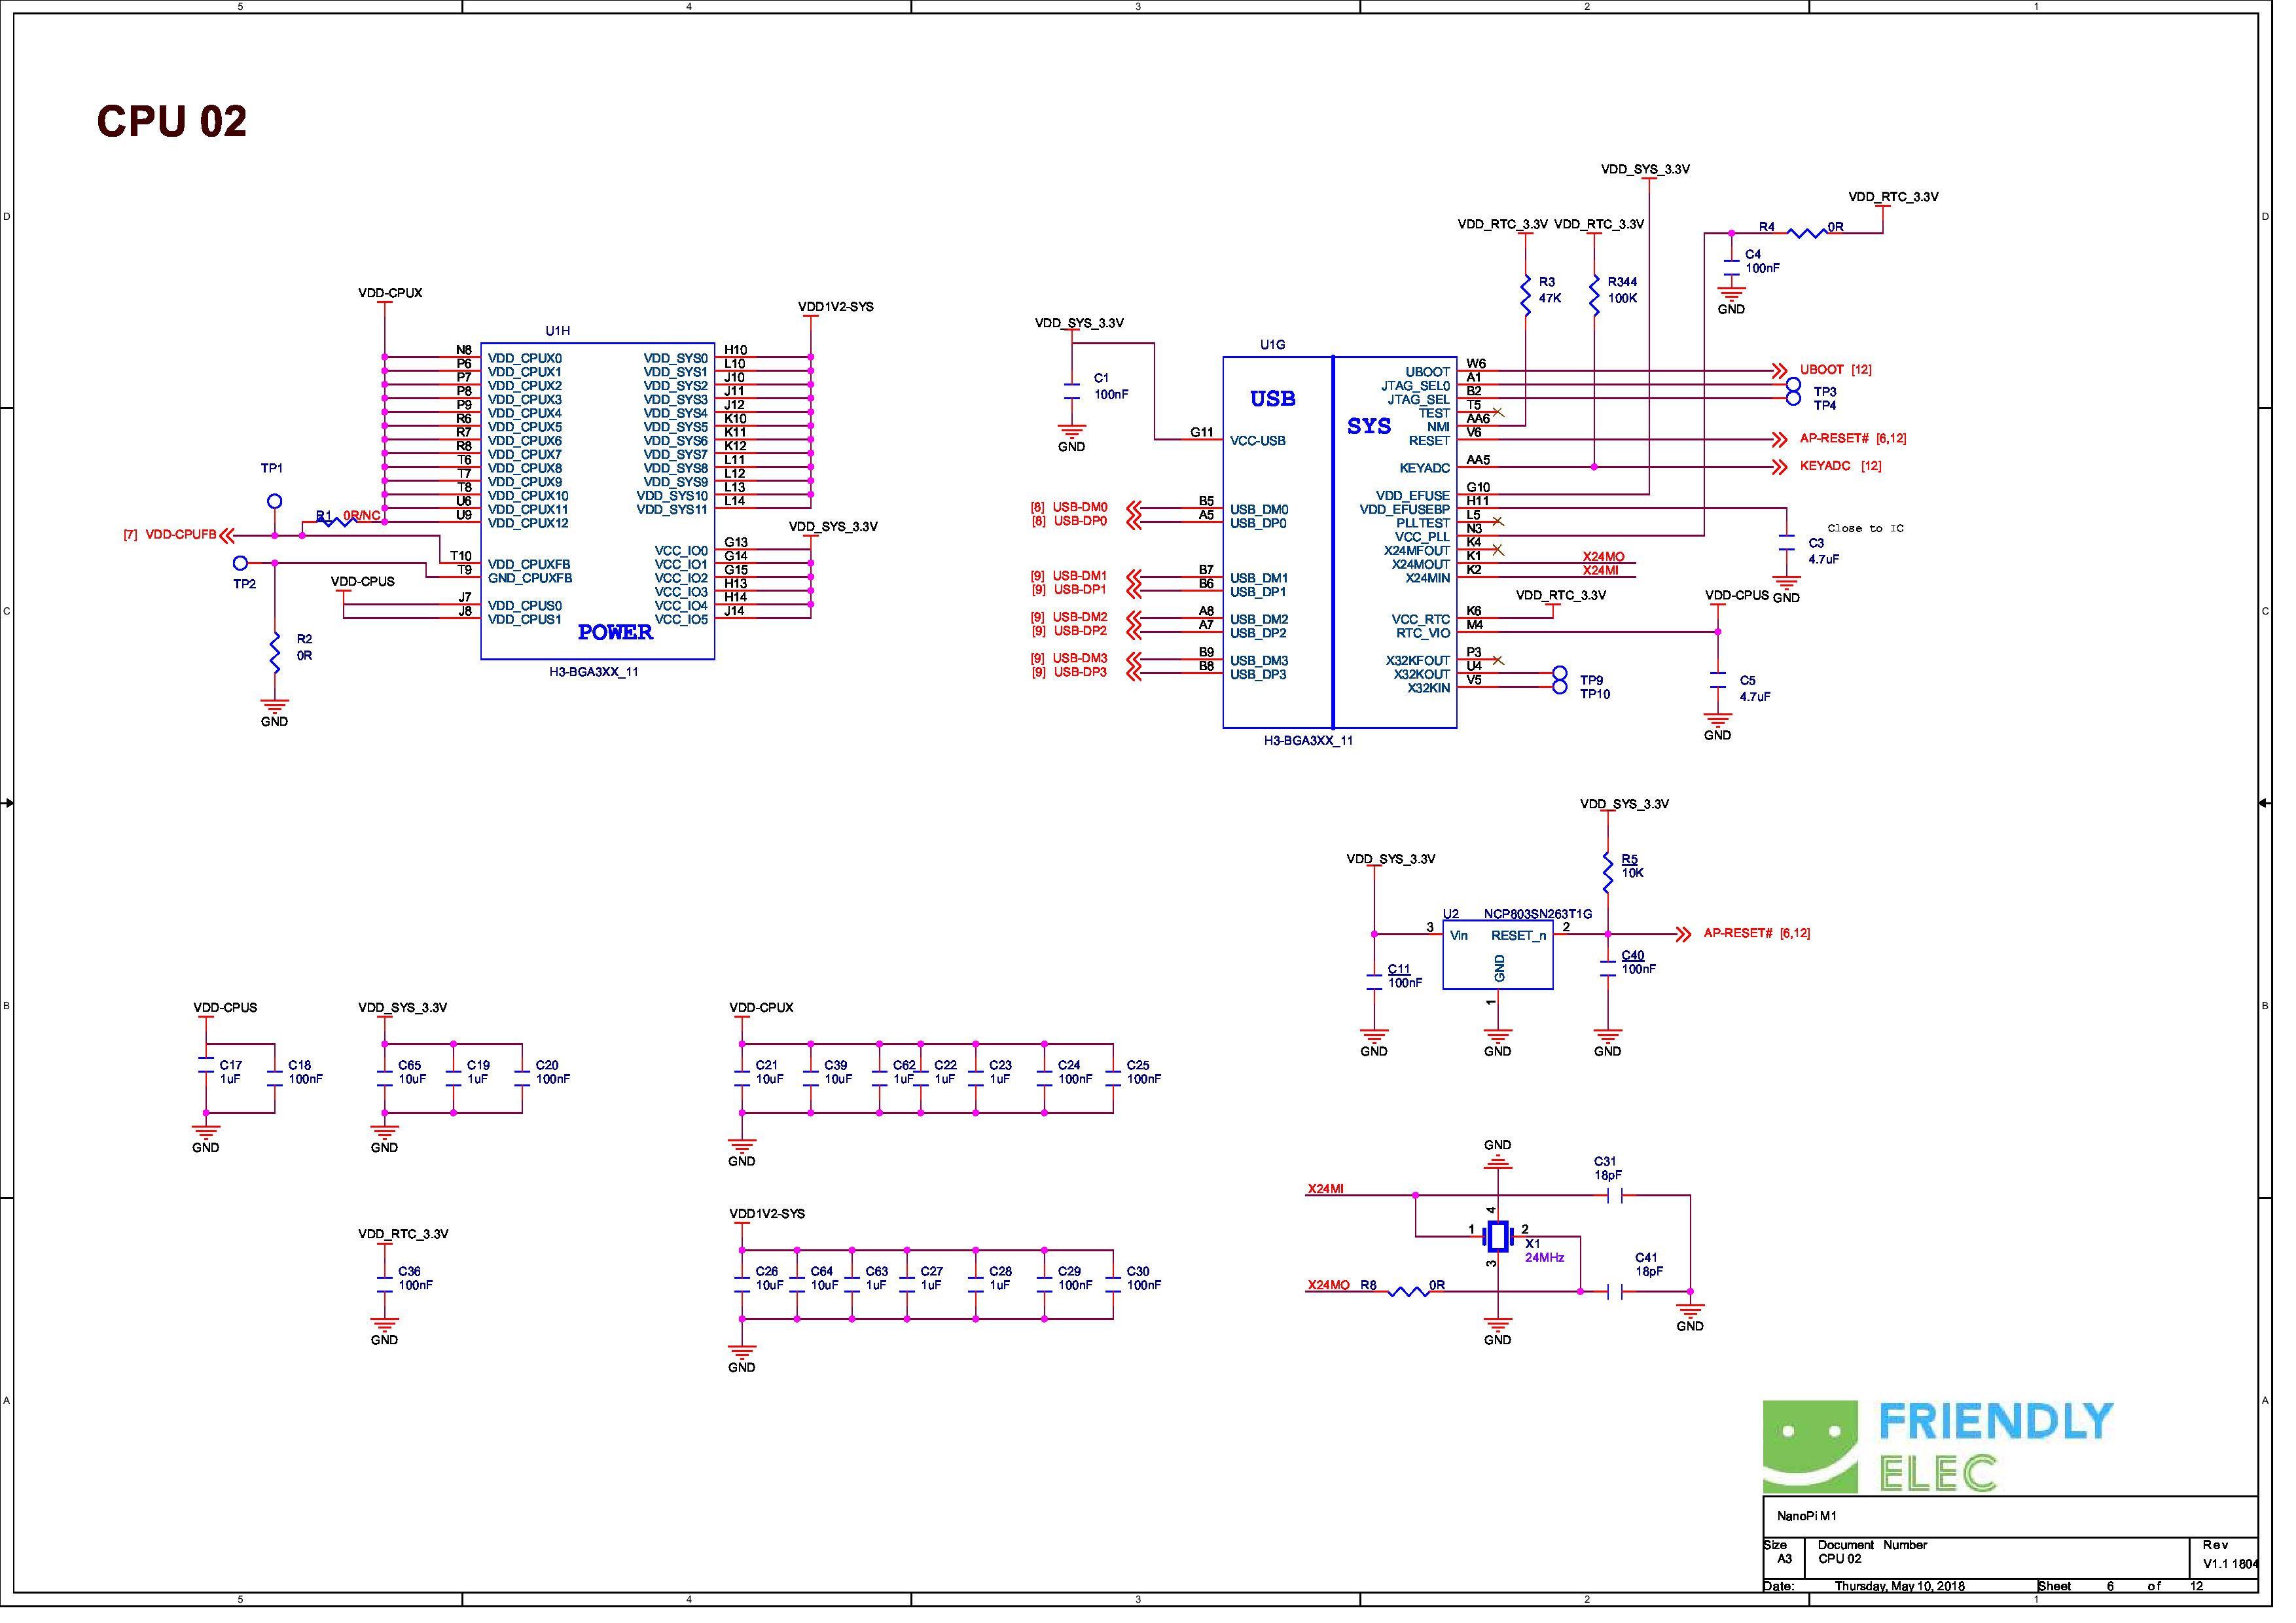 5 4 3 2 1
CPU 02
D D
C C
B B
A A
VDD-CPUX
VDD1V2-SYS
U1H
N8 VDD_CPUX0 VDD_SYS0 H10
P6 VDD_CPUX1 VDD_SYS1 L10
P7 VDD_CPUX2 VDD_SYS2 J10
P8 VDD_CPUX3 VDD_SYS3 J11
P9 VDD_CPUX4 VDD_SYS4 J12
R6 VDD_CPUX5 VDD_SYS5 K10
R7 VDD_CPUX6 VDD_SYS6 K11
R8 VDD_CPUX7 VDD_SYS7 K12
T6 VDD_CPUX8 VDD_SYS8 L11
T7 VDD_CPUX9 VDD_SYS9 L12
T8 VDD_CPUX10 VDD_SYS10 L13
U6 VDD_CPUX11 VDD_SYS11 L14
U9 VDD_CPUX12
TP1
R1 0R/NC
[7] VDD-CPUFB
TP2
VDD_SYS_3.3V
VCC_IO0 G13
T10 VDD_CPUXFB VCC_IO1 G14
T9 GND_CPUXFB VCC_IO2 G15
VCC_IO3 H13
VDD-CPUS
J7 VDD_CPUS0 VCC_IO4 H14
J8 VDD_CPUS1 VCC_IO5 J14
POWER
H3-BGA3XX_11
R2
0R
GND
VDD_SYS_3.3V
C1
100nF
GND
U1G
USB
SYS
G11 VCC-USB
[8] USB-DM0 B5 USB_DM0
[8] USB-DP0 A5 USB_DP0
[9] USB-DM1 B7 USB_DM1
[9] USB-DP1 B6 USB_DP1
[9] USB-DM2 A8 USB_DM2
[9] USB-DP2 A7 USB_DP2
[9] USB-DM3 B9 USB_DM3
[9] USB-DP3 B8 USB_DP3
H3-BGA3XX_11
VDD_SYS_3.3V
VDD_RTC_3.3V VDD_RTC_3.3V
VDD_RTC_3.3V
R3
47K
R344
100K
R4 0R
C4
100nF
GND
UBOOT W6 UBOOT [12]
JTAG_SEL0 A1 TP3
JTAG_SEL B2 TP4
TEST T5
NMI AA6
RESET V6 AP-RESET# [6,12]
KEYADC AA5 KEYADC [12]
VDD_EFUSE G10
VDD_EFUSEBP H11
PLLTEST L5
VCC_PLL N3
X24MFOUT K4
X24MOUT K1 X24MO
X24MIN K2 X24MI
Close to IC
C3
4.7uF
GND
VDD_RTC_3.3V
VDD-CPUS
VCC_RTC K6
RTC_VIO M4
X32KFOUT P3
X32KOUT U4 TP9
X32KIN V5 TP10
C5
4.7uF
GND
VDD_SYS_3.3V
R5
10K
VDD_SYS_3.3V
U2 NCP803SN263T1G
3 Vin RESET_n 2 AP-RESET# [6,12]
GND
1
C11
100nF
C40
100nF
GND GND GND
VDD-CPUS
C17
1uF
C18
100nF
GND
VDD_SYS_3.3V
C65
10uF
C19
1uF
C20
100nF
GND
VDD-CPUX
C21 C39 C62 C22 C23 C24 C25
10uF 10uF 1uF 1uF 1uF 100nF 100nF
GND
VDD_RTC_3.3V
C36
100nF
GND
VDD1V2-SYS
C26 C64 C63 C27 C28 C29 C30
10uF 10uF 1uF 1uF 1uF 100nF 100nF
GND
GND
C31
18pF
X24MI
4
1 2
X1
24MHz
3
C41
18pF
X24MO R8 0R
GND
GND
FRIENDLY
ELEC
NanoPi M1
Size Document Number Rev
A3 CPU 02 V1.1 1804
Date: Thursday, May 10, 2018 Sheet 6 of 12
5 4 3 2 1